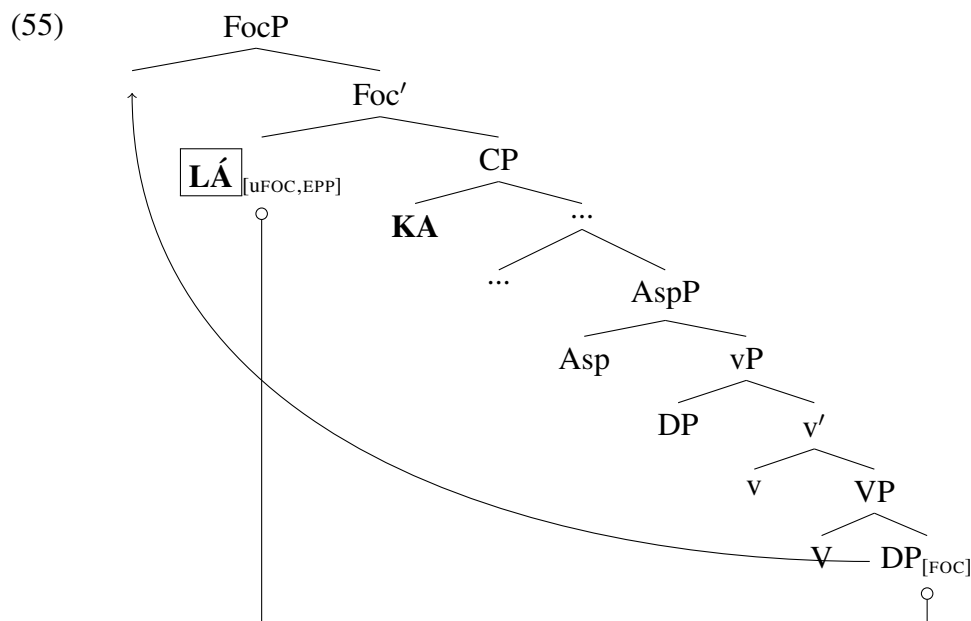 (55) FocP
Foc′
LÁ[uFOC,EPP] CP
KA ...
... AspP
Asp vP
DP v′
v VP
V DP[FOC]